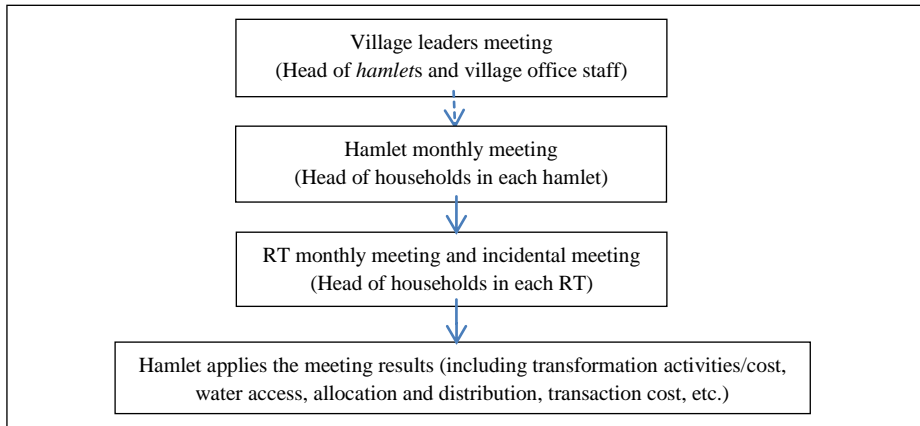 Village leaders meeting
(Head of hamlets and village office staff)
Hamlet monthly meeting
(Head of households in each hamlet)
RT monthly meeting and incidental meeting
(Head of households in each RT)
Hamlet applies the meeting results (including transformation activities/cost,
water access, allocation and distribution, transaction cost, etc.)